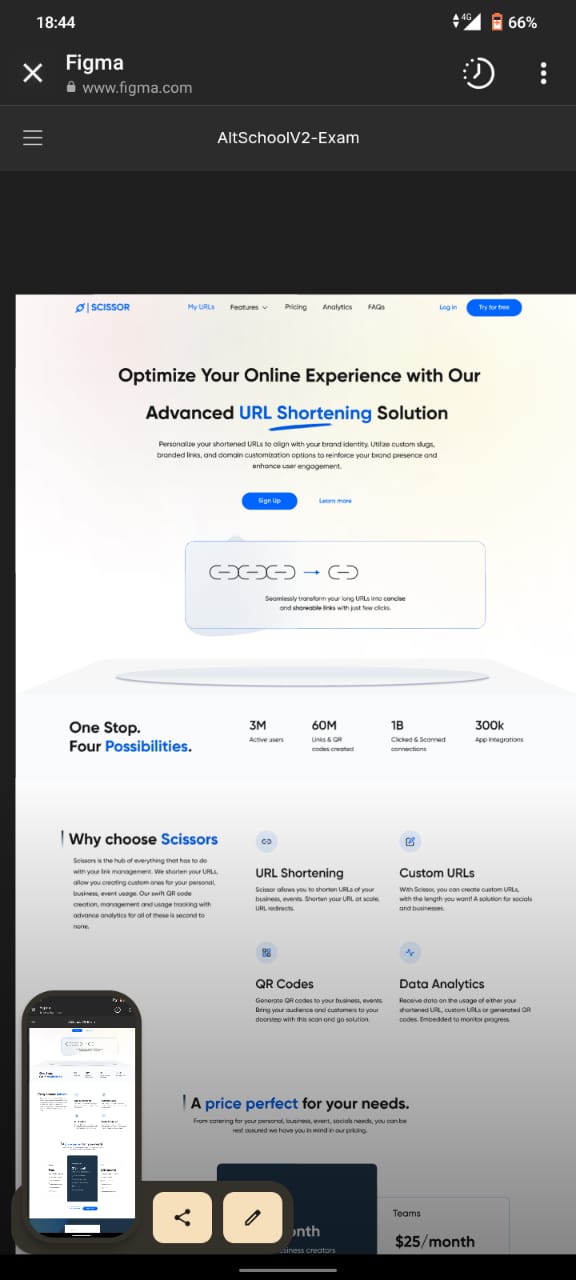 18:44
4G
66%
Figma
www.figma.com
AltSchoolV2-Exam
SCISSOR
My URLs
Features
Pricing
Analytics
FAQs
Log in
Try for free
Optimize Your Online Experience with Our
Advanced URL Shortening Solution
Personalize your shortened URLs to align with your brand identity. Utilize custom slugs,
branded links, and domain customization options to reinforce your brand presence and
enhance user engagement.
Sign Up
Learn more
Seamlessly transform your long URLs into concise
and shareable links with just few clicks.
One Stop.
Four Possibilities.
3M
Active users
60M
Links & QR
codes created
1B
Clicked & Scanned
connections
300k
App Integrations
Why choose Scissors
Scissors is the hub of everything that has to do
with your link management. We shorten your URLs,
allow you creating custom ones for your personal,
business, event usage. Our swift QR code
creation, management and usage tracking with
advance analytics for all of these is second to
none.
URL Shortening
Scissor allows you to shorten URLs of your
business, events. Shorten your URL at scale,
URL redirects.
Custom URLs
With Scissor, you can create custom URLs,
with the length you want! A solution for socials
and businesses.
QR Codes
Generate QR codes to your business, events.
Bring your audience and customers to your
doorstep with this scan and go solution.
Data Analytics
Receive data on the usage of either your
shortened URL, custom URLs or generated QR
codes. Embedded to monitor progress.
A price perfect for your needs.
From catering for your personal, business, event, socials needs, you can be
rest assured we have you in mind in our pricing.
onth
siness creators
Teams
$25/month